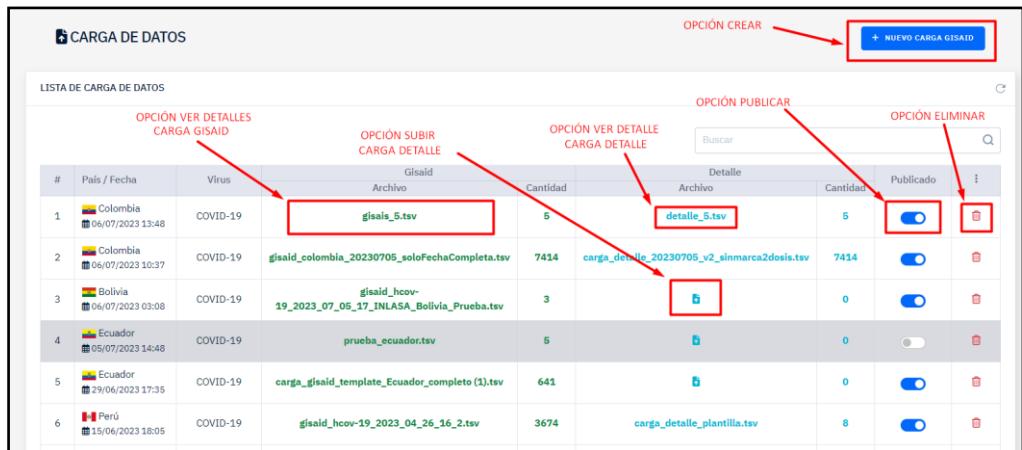 OPCIÓN CREAR
CARGA DE DATOS
+ NUEVO CARGA GISAID
LISTA DE CARGA DE DATOS
OPCIÓN PUBLICAR
OPCIÓN VER DETALLES
CARGA GISAID
OPCIÓN SUBIR
CARGA DETALLE
OPCIÓN VER DETALLE
CARGA DETALLE
OPCIÓN ELIMINAR
Buscar
# País / Fecha Virus Gisaid Detalle Publicado
Archivo Cantidad Archivo Cantidad
1 Colombia COVID-19 gisais_5.tsv 5 detalle_5.tsv 5
06/07/2023 13:48
2 Colombia COVID-19 gisaid_colombia_20230705_soloFechaCompleta.tsv 7414 carga_detalle_20230705_v2_sinmarca2dosis.tsv 7414
06/07/2023 10:37
3 Bolivia COVID-19 gisaid_hcov- 3 0
06/07/2023 03:08 19_2023_07_05_17_INLASA_Bolivia_Prueba.tsv
4 Ecuador COVID-19 prueba_ecuador.tsv 5 0
05/07/2023 14:48
5 Ecuador COVID-19 carga_gisaid_template_Ecuador_completo (1).tsv 641 0
29/06/2023 17:35
6 Perú COVID-19 gisaid_hcov-19_2023_04_26_16_2.tsv 3674 carga_detalle_plantilla.tsv 8
15/06/2023 18:05